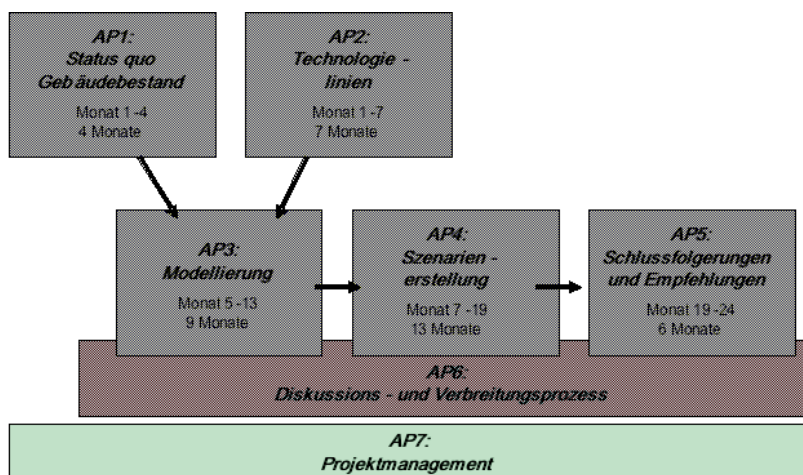 AP1:
Status quo
Gebäudebestand
Monat 1 -4
4 Monate
AP2:
Technologie -
linien
Monat 1 -7
7 Monate
AP3:
Modellierung
Monat 5 -13
9 Monate
AP4:
Szenarien -
erstellung
Monat 7 -19
13 Monate
AP5:
Schlussfolgerungen
und Empfehlungen
Monat 19 -24
6 Monate
AP6:
Diskussions - und Verbreitungsprozess
AP7:
Projektmanagement